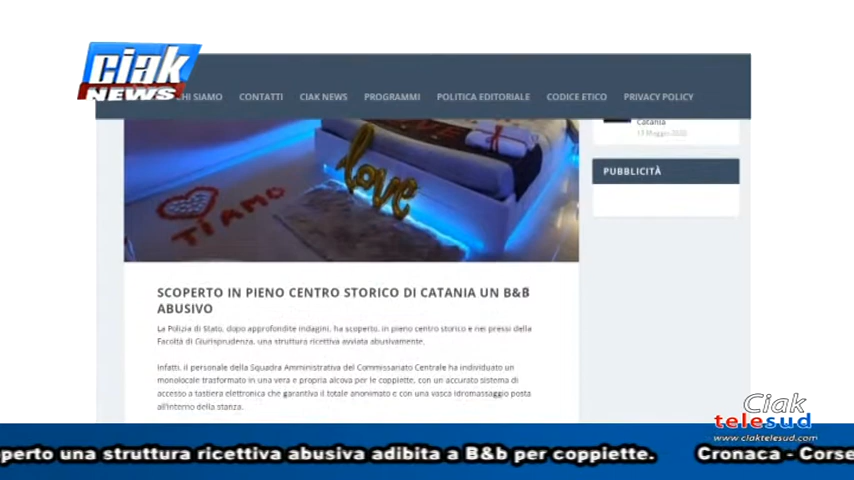 ciak
NEWS
CHI SIAMO CONTATTI CIAK NEWS PROGRAMMI POLITICA EDITORIALE CODICE ETICO PRIVACY POLICY
Catania
PUBBLICITÀ
love
TI AMO
SCOPERTO IN PIENO CENTRO STORICO DI CATANIA UN B&B
ABUSIVO
La Polizia di Stato, dopo approfondite indagini, ha scoperto, in pieno centro storico e nei pressi della
Facoltà di Giurisprudenza, una struttura ricettiva avviata abusivamente.
Infatti, il personale della Squadra Amministrativa del Commissariato Centrale ha individuato un
monolocale trasformato in una vera e propria alcova per le coppiette, con un accurato sistema di
accesso a tastiera elettronica che garantiva il totale anonimato e con una vasca idromassaggio posta
all'interno della stanza.
Ciak
telesud
www.ciaktelesud.com
operto una struttura ricettiva abusiva adibita a B&b per coppiette. Cronaca - Corse